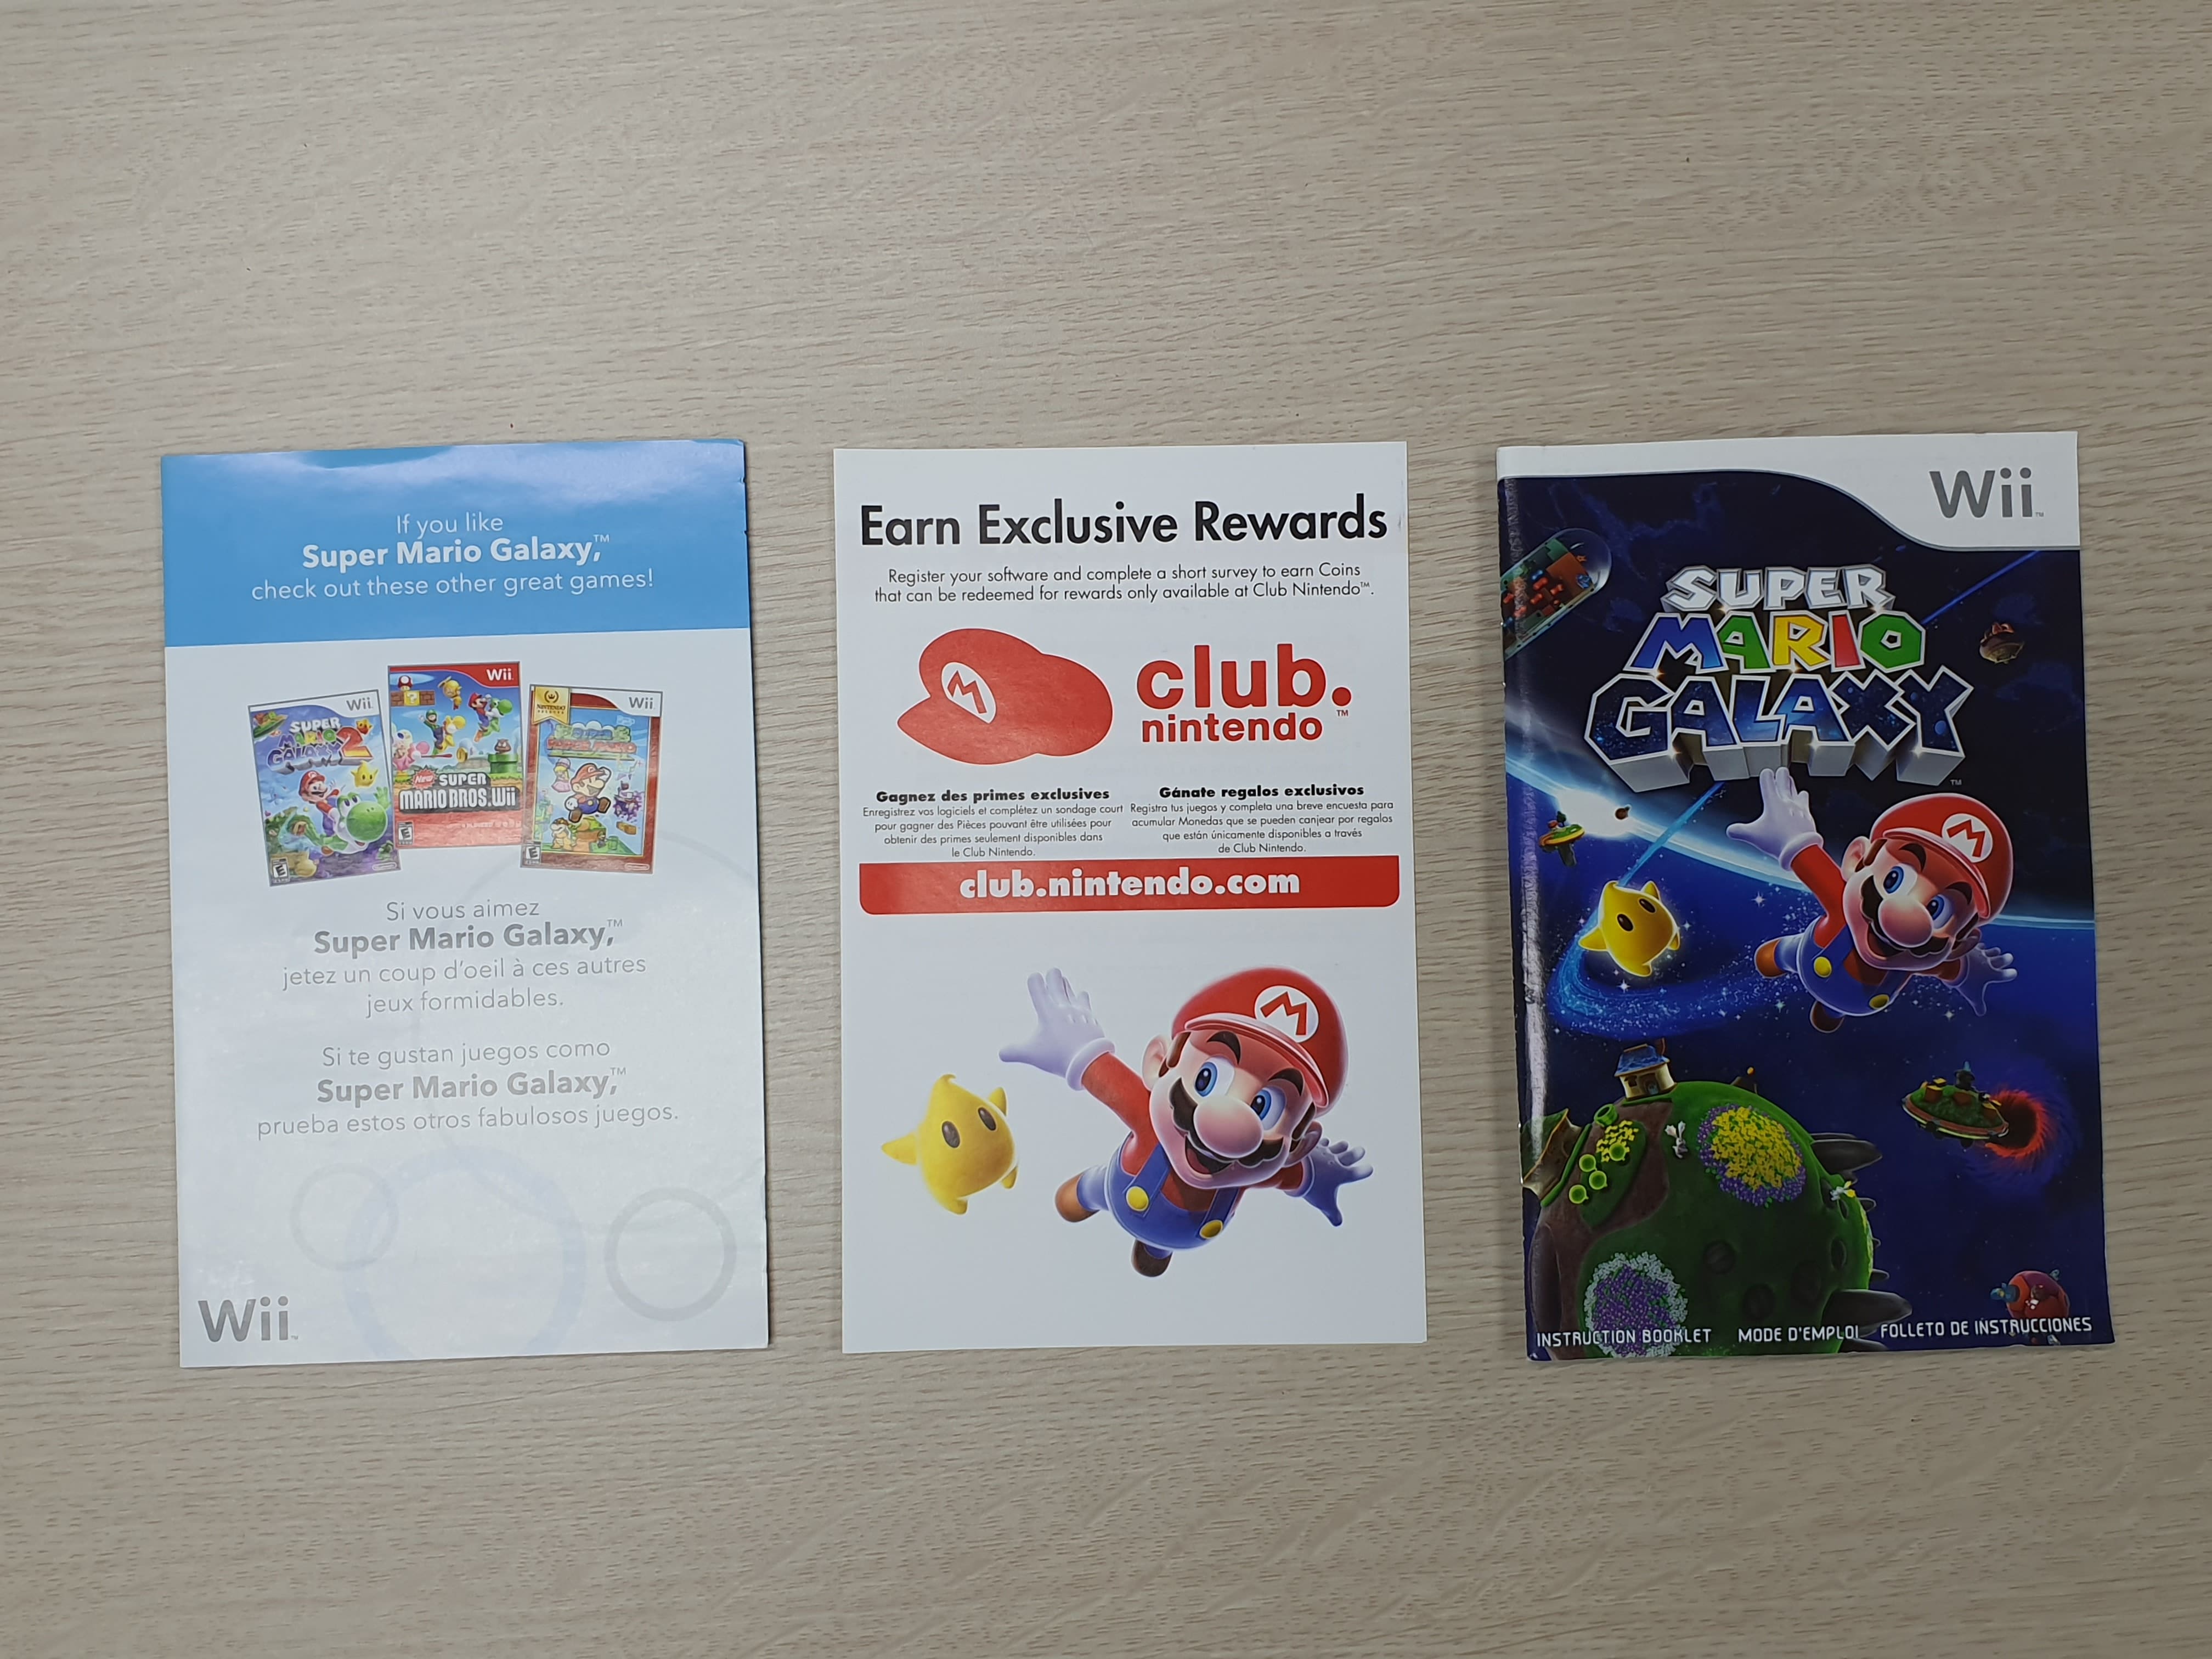 If you like
Super Mario Galaxy,™
check out these other great games!
Wii
SUPER
MARIO
GALAXY 2
E
Wii
New SUPER
MARIO BROS. Wii
E
Wii
NINTENDO
E
Si vous aimez
Super Mario Galaxy,™
jetez un coup d'oeil à ces autres
jeux formidables.
Si te gustan juegos como
Super Mario Galaxy,™
prueba estos otros fabulosos juegos.
Wii™
Earn Exclusive Rewards
Register your software and complete a short survey to earn Coins
that can be redeemed for rewards only available at Club Nintendo™.
M
club.
nintendo™
Gagnez des primes exclusives
Enregistrez vos logiciels et complétez un sondage court
pour gagner des Pièces pouvant être utilisées pour
obtenir des primes seulement disponibles dans
le Club Nintendo.
Gánate regalos exclusivos
Registra tus juegos y completa una breve encuesta para
acumular Monedas que se pueden canjear por regalos
que están únicamente disponibles a través
de Club Nintendo.
club.nintendo.com
M
Wii™
SUPER
MARIO
GALAXY™
M
INSTRUCTION BOOKLET MODE D'EMPLOI FOLLETO DE INSTRUCCIONES